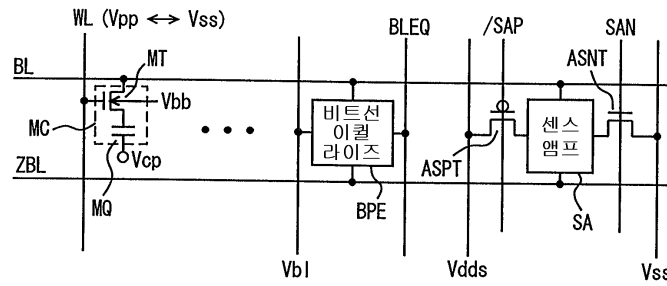 WL (Vpp ↔ Vss)
BLEQ
/SAP
SAN
MT
ASNT
BL
Vbb
MC
비트선
이퀄
라이즈
센스
앰프
Vcp
ZBL
MQ
ASPT
BPE
SA
Vbl
Vdds
Vss